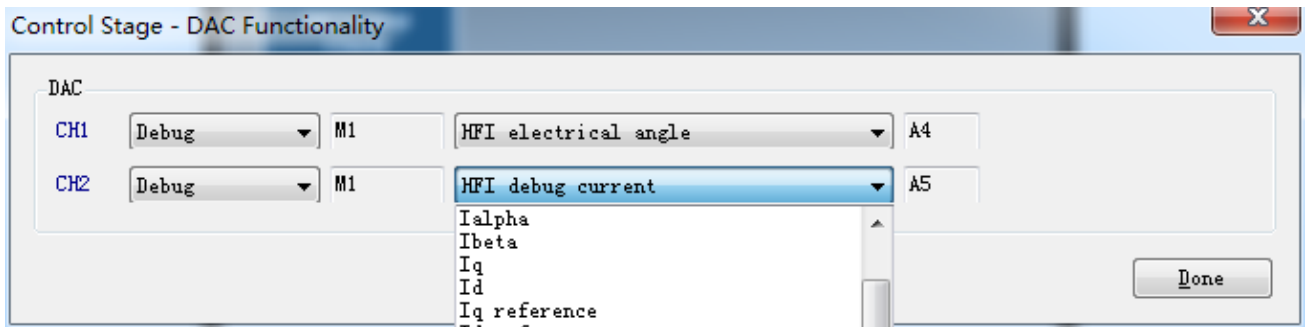 Control Stage - DAC Functionality
DAC
CH1 Debug M1 HFI electrical angle A4
CH2 Debug M1 HFI debug current A5
Ialpha
Ibeta
Iq
Id
Iq reference
Done